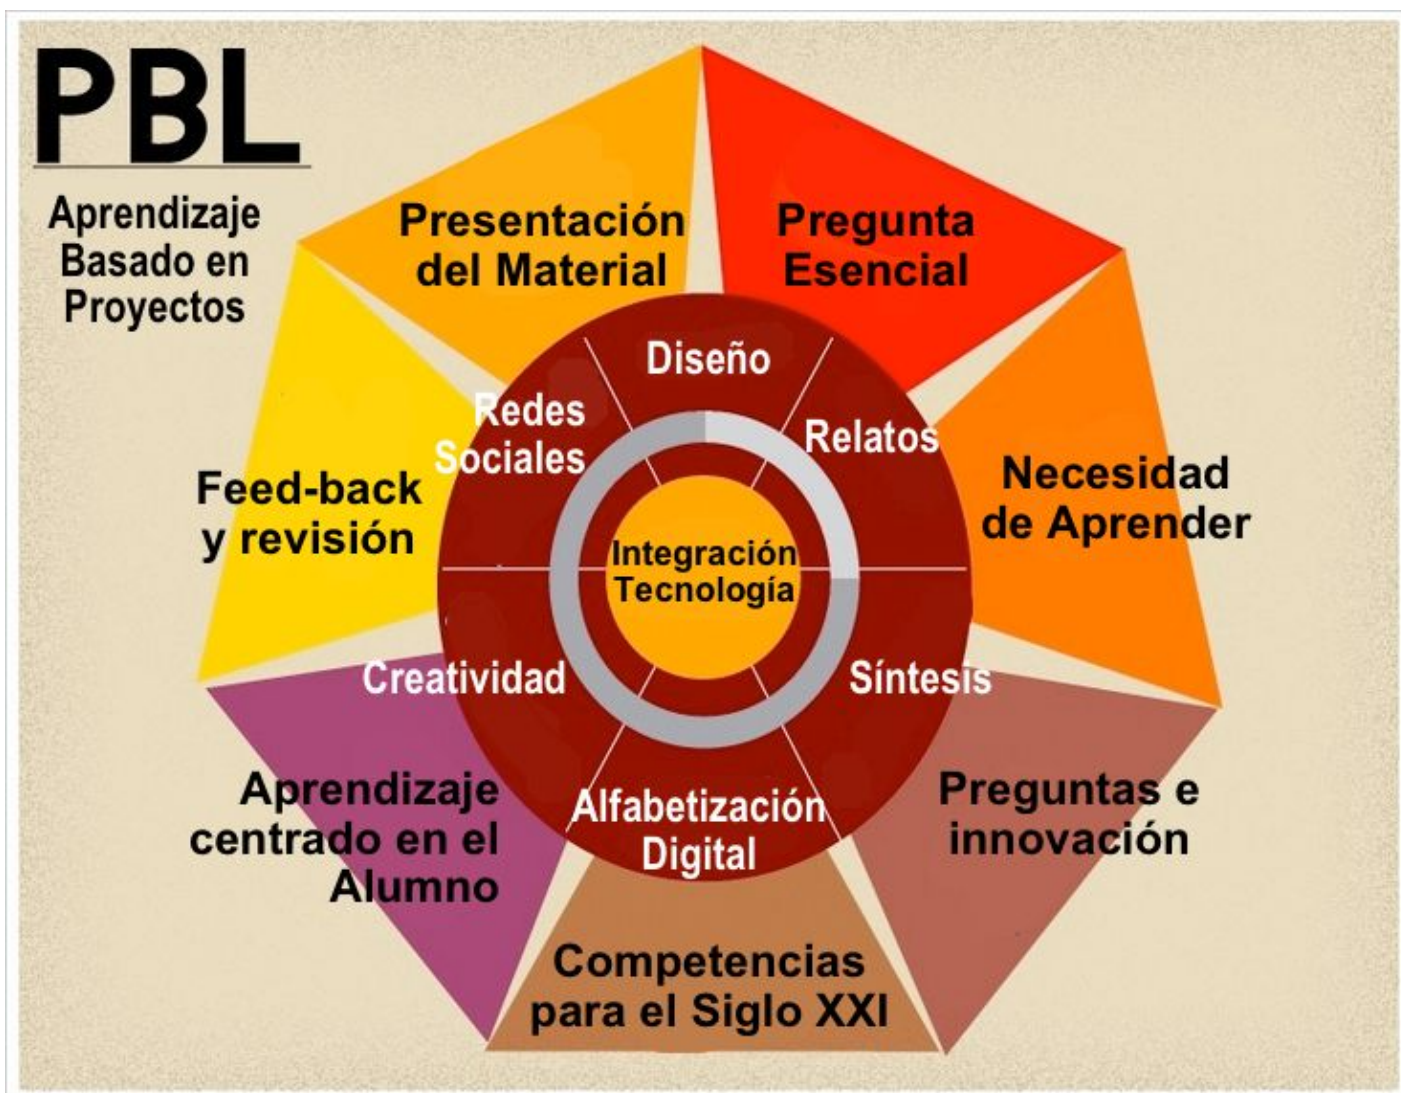 PBL
Aprendizaje
Basado en
Proyectos
Presentación
del Material
Pregunta
Esencial
Necesidad
de Aprender
Preguntas e
innovación
Competencias
para el Siglo XXI
Aprendizaje
centrado en el
Alumno
Feed-back
y revisión
Diseño
Relatos
Síntesis
Alfabetización
Digital
Creatividad
Redes
Sociales
Integración
Tecnología